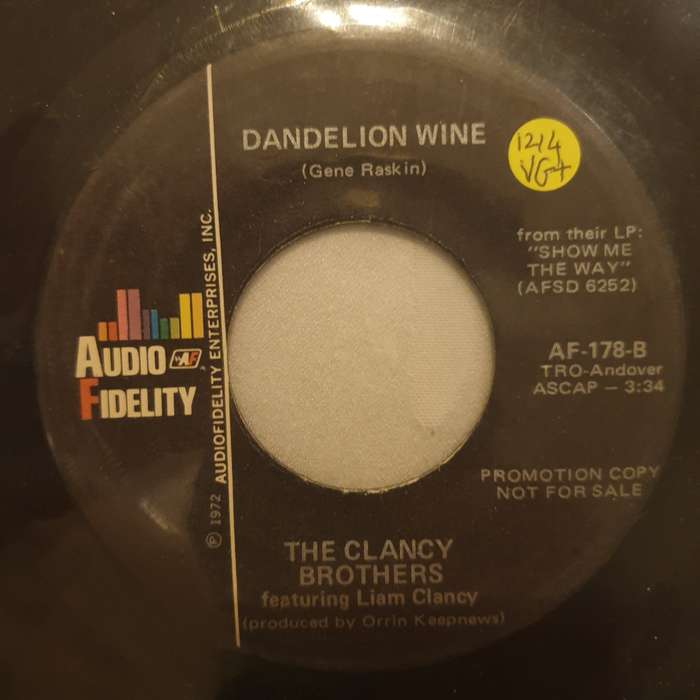 DANDELION WINE
(Gene Raskin)
1214
VG+
from their LP:
"SHOW ME
THE WAY"
(AFSD 6252)
AUDIO AF
FIDELITY
℗ 1972 AUDIOFIDELITY ENTERPRISES, INC.
AF-178-B
TRO-Andover
ASCAP — 3:34
PROMOTION COPY
NOT FOR SALE
THE CLANCY
BROTHERS
featuring Liam Clancy
(produced by Orrin Keepnews)